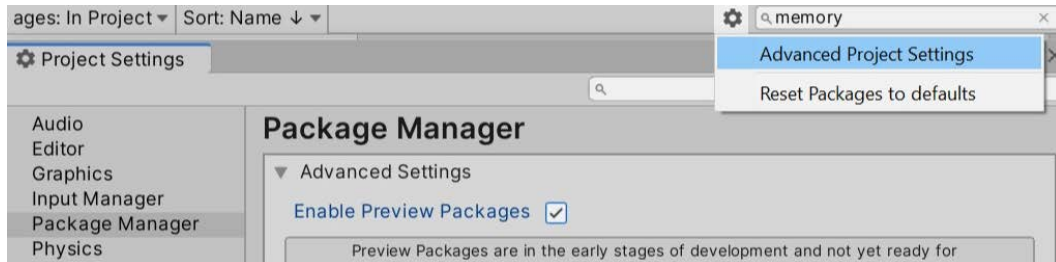 ages: In Project Sort: Name ↓
memory
Project Settings
Advanced Project Settings
Reset Packages to defaults
Audio
Editor
Graphics
Input Manager
Package Manager
Physics
Package Manager
Advanced Settings
Enable Preview Packages
Preview Packages are in the early stages of development and not yet ready for